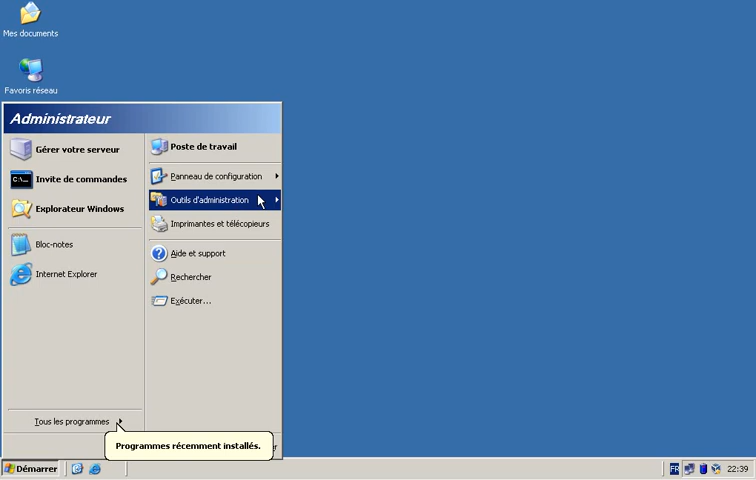 Mes documents
Favoris réseau
Administrateur
Gérer votre serveur
Invite de commandes
Explorateur Windows
Bloc-notes
Internet Explorer
Tous les programmes
Poste de travail
Panneau de configuration
Outils d'administration
Imprimantes et télécopieurs
Aide et support
Rechercher
Exécuter...
Programmes récemment installés.
Démarrer
FR
22:39